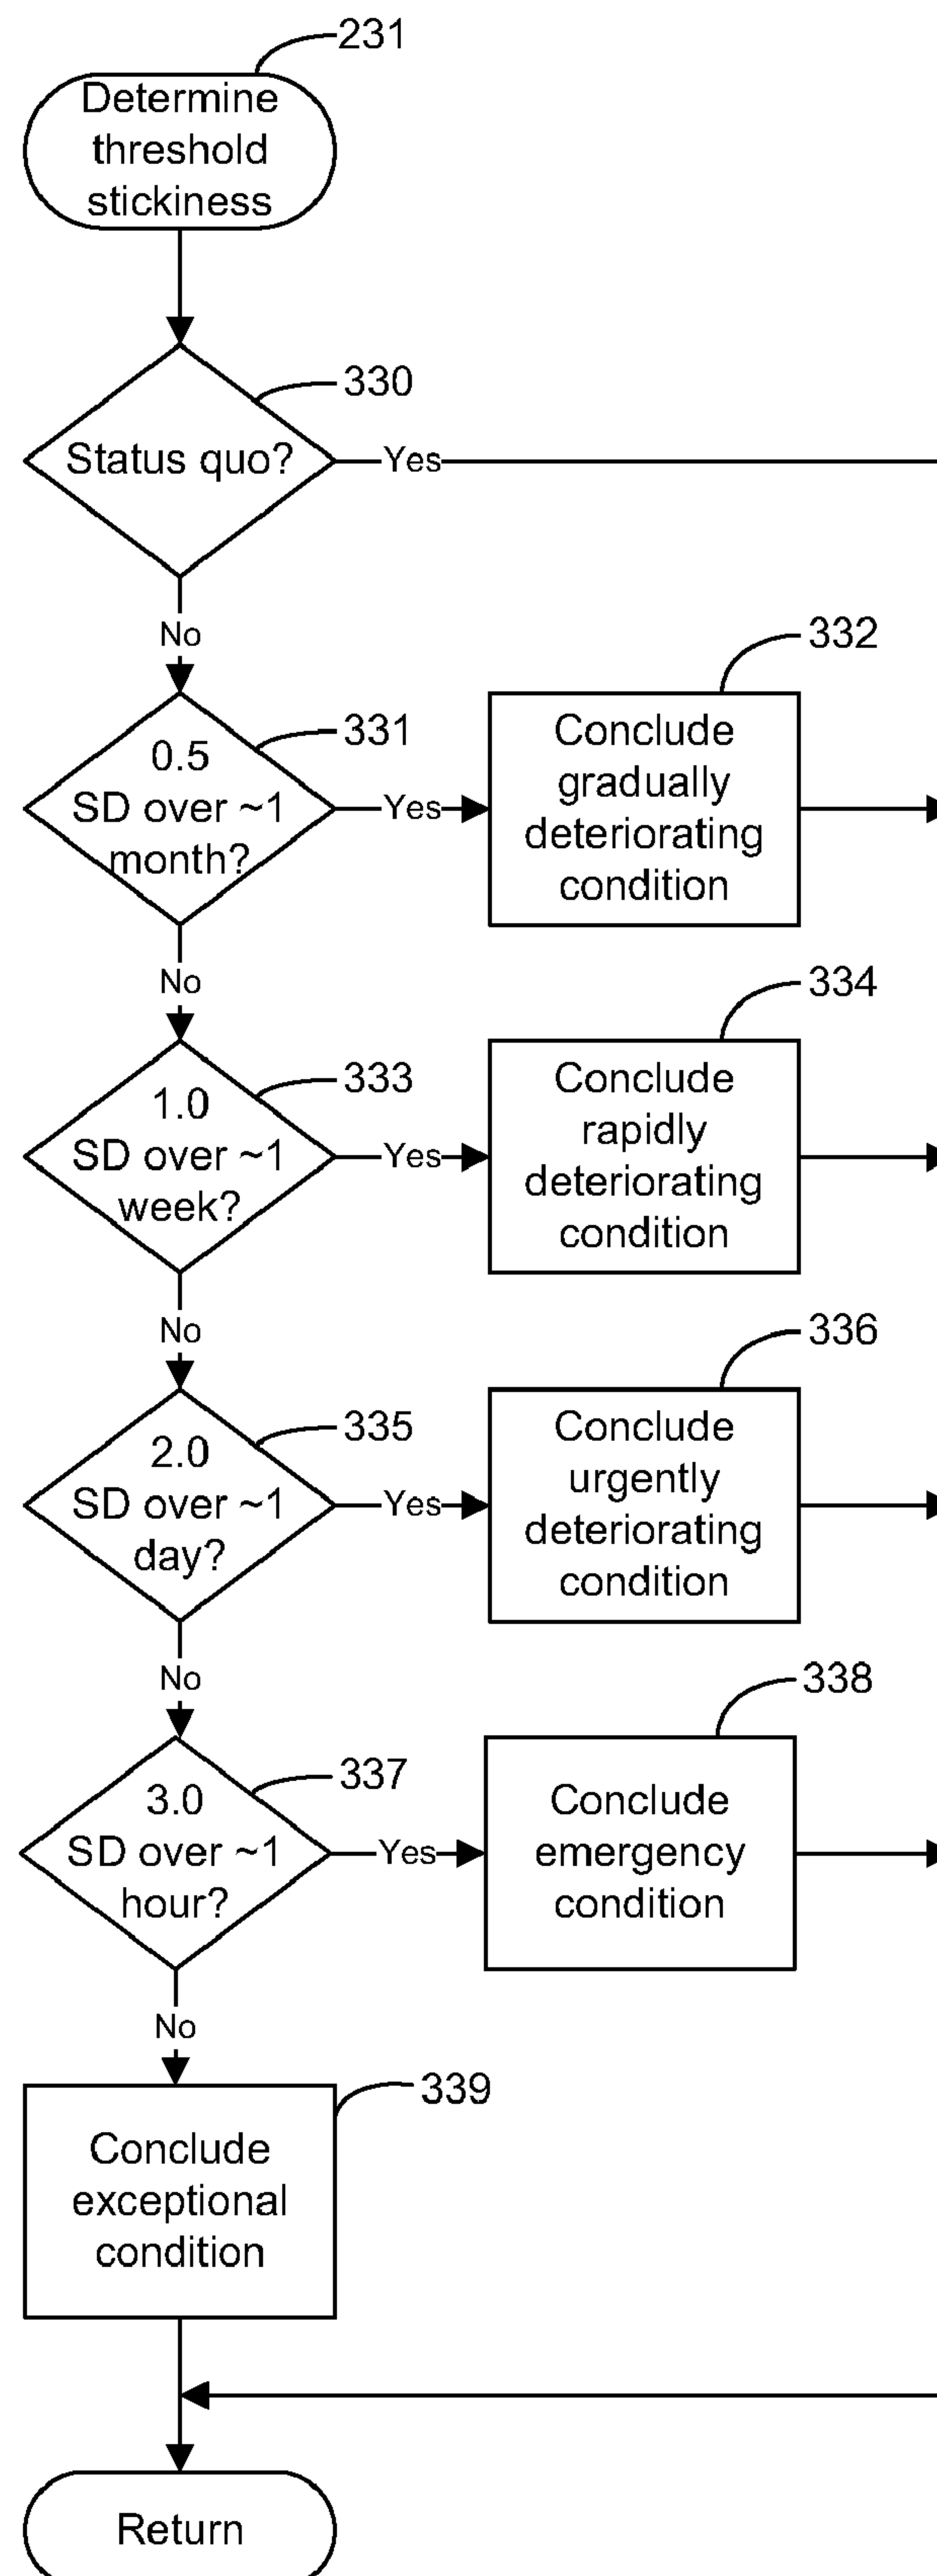 231
Determine
threshold
stickiness
330
Status quo?
Yes
No
331
0.5
SD over ~1
month?
Yes
332
Conclude
gradually
deteriorating
condition
No
333
1.0
SD over ~1
week?
Yes
334
Conclude
rapidly
deteriorating
condition
No
335
2.0
SD over ~1
day?
Yes
336
Conclude
urgently
deteriorating
condition
No
337
3.0
SD over ~1
hour?
Yes
338
Conclude
emergency
condition
No
339
Conclude
exceptional
condition
Return